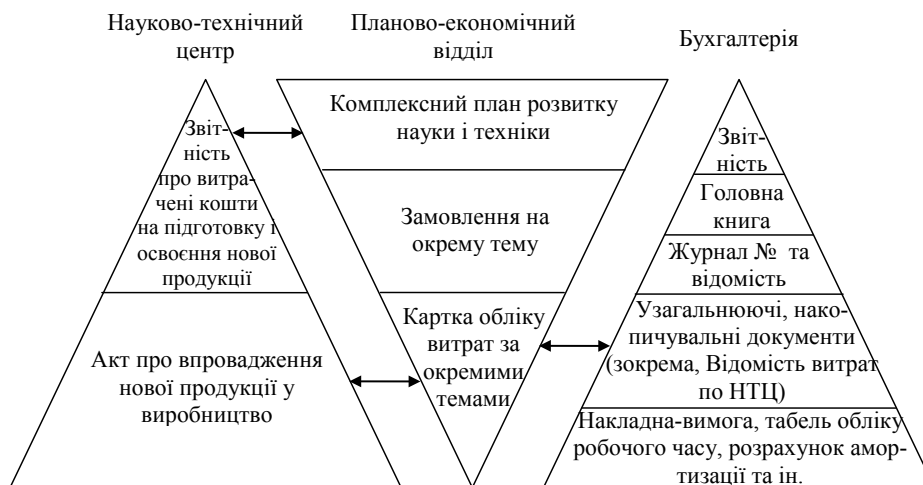 Науково-технічний
центр
Планово-економічний
відділ
Бухгалтерія
Звіт-
ність
про витра-
чені кошти
на підготовку і
освоєння нової
продукції
Акт про впровадження
нової продукції у
виробництво
Комплексний план розвитку
науки і техніки
Замовлення на
окрему тему
Картка обліку
витрат за
окремими
темами
Звіт-
ність
Головна
книга
Журнал № та
відомість
Узагальнюючі, нако-
пичувальні документи
(зокрема, Відомість витрат
по НТЦ)
Накладна-вимога, табель обліку
робочого часу, розрахунок амор-
тизації та ін.